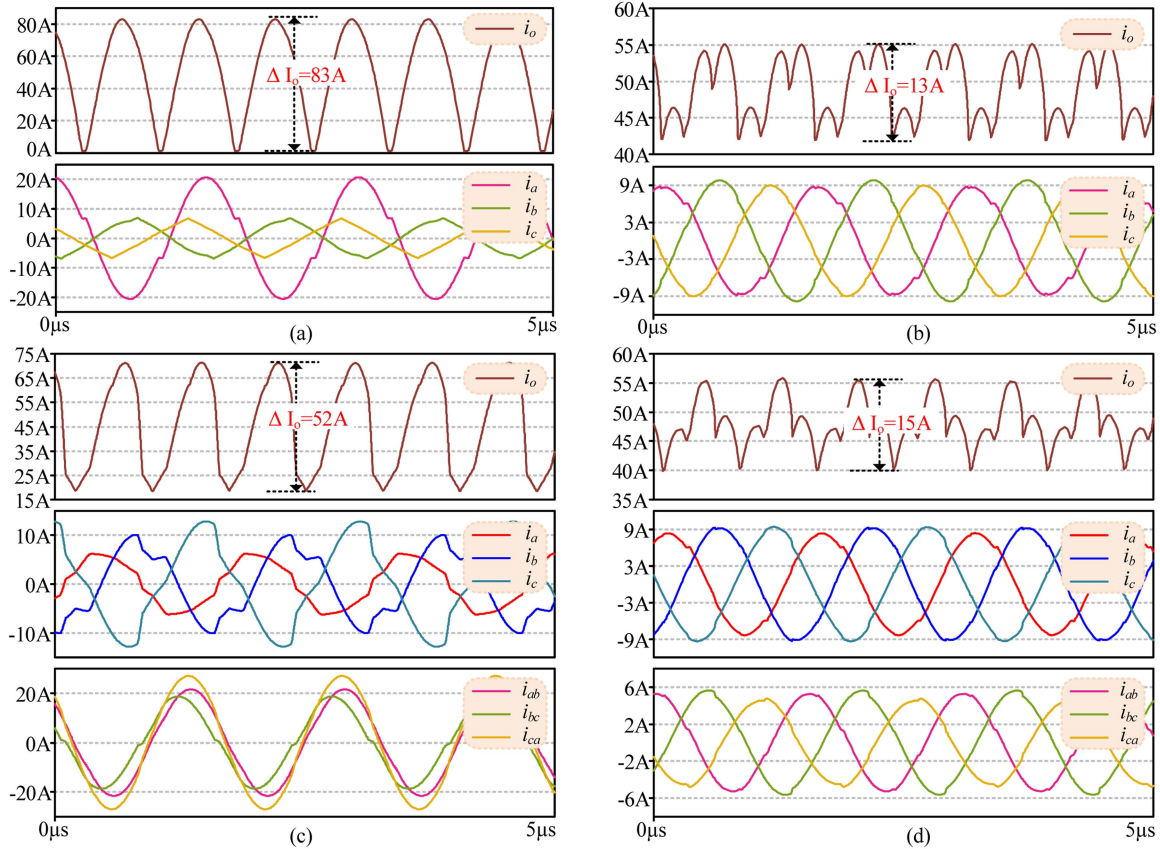 80A
60A
40A
20A
0A
Δ Io=83A
io
20A
10A
0A
-10A
-20A
ia
ib
ic
0μs
5μs
(a)
60A
55A
50A
45A
40A
Δ Io=13A
io
9A
3A
-3A
-9A
ia
ib
ic
0μs
5μs
(b)
75A
65A
55A
45A
35A
25A
15A
Δ Io=52A
io
10A
0A
-10A
ia
ib
ic
20A
0A
-20A
iab
ibc
ica
0μs
5μs
(c)
60A
55A
50A
45A
40A
35A
Δ Io=15A
io
9A
3A
-3A
-9A
ia
ib
ic
6A
2A
-2A
-6A
iab
ibc
ica
0μs
5μs
(d)